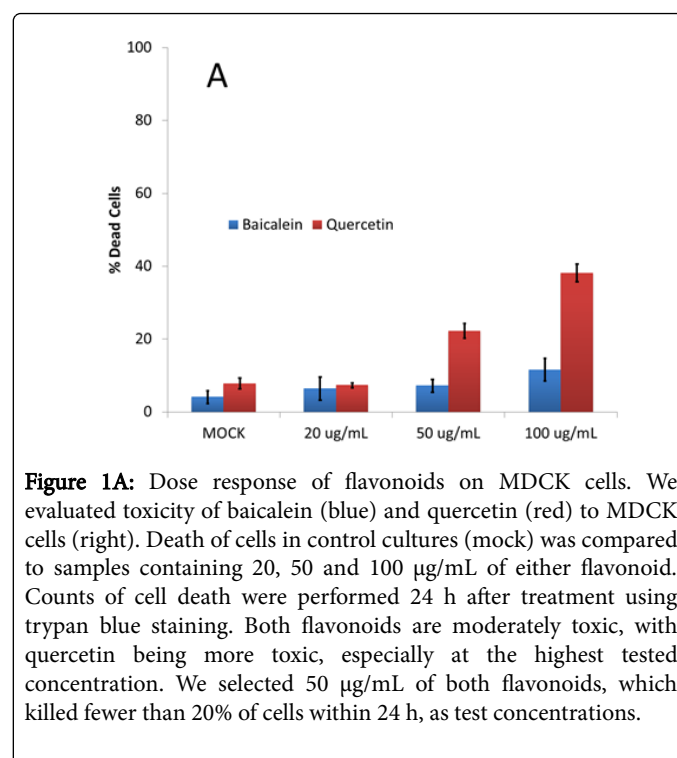 100
A
80
60
% Dead Cells
Baicalein Quercetin
40
20
0
MOCK 20 ug/mL 50 ug/mL 100 ug/mL
Figure 1A: Dose response of flavonoids on MDCK cells. We
evaluated toxicity of baicalein (blue) and quercetin (red) to MDCK
cells (right). Death of cells in control cultures (mock) was compared
to samples containing 20, 50 and 100 μg/mL of either flavonoid.
Counts of cell death were performed 24 h after treatment using
trypan blue staining. Both flavonoids are moderately toxic, with
quercetin being more toxic, especially at the highest tested
concentration. We selected 50 μg/mL of both flavonoids, which
killed fewer than 20% of cells within 24 h, as test concentrations.